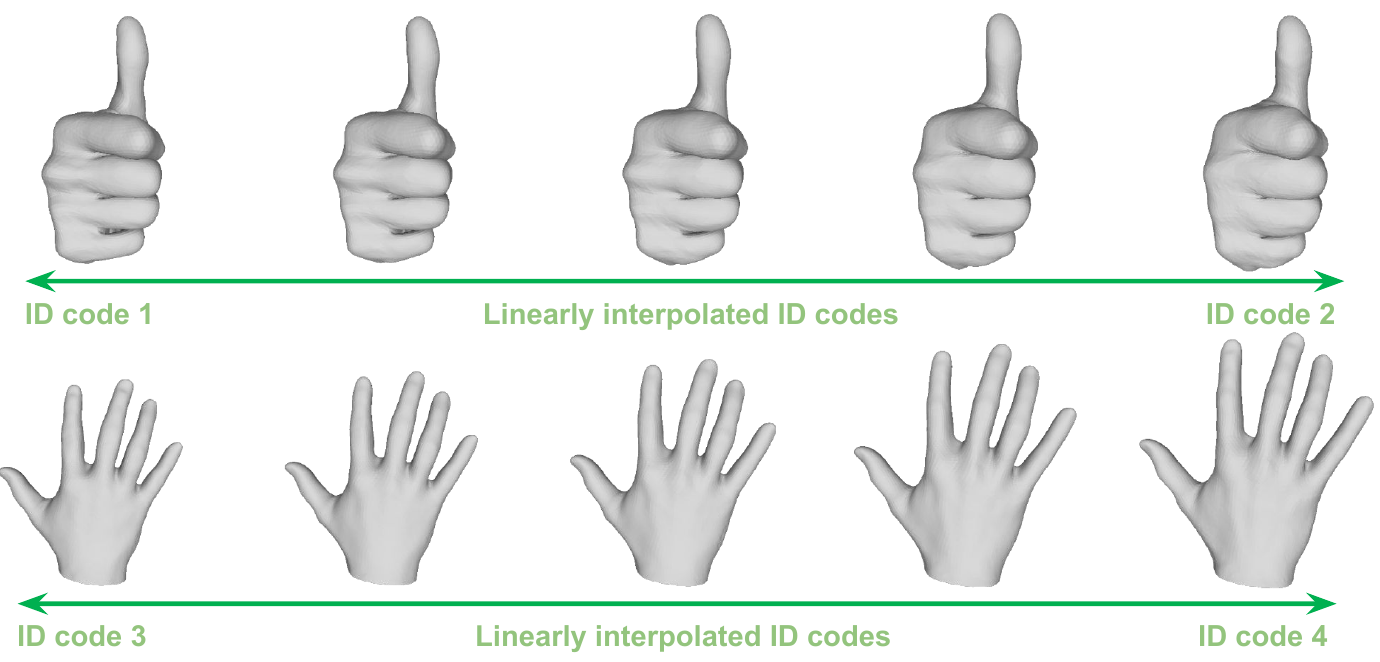 ID code 1
Linearly interpolated ID codes
ID code 2
ID code 3
Linearly interpolated ID codes
ID code 4